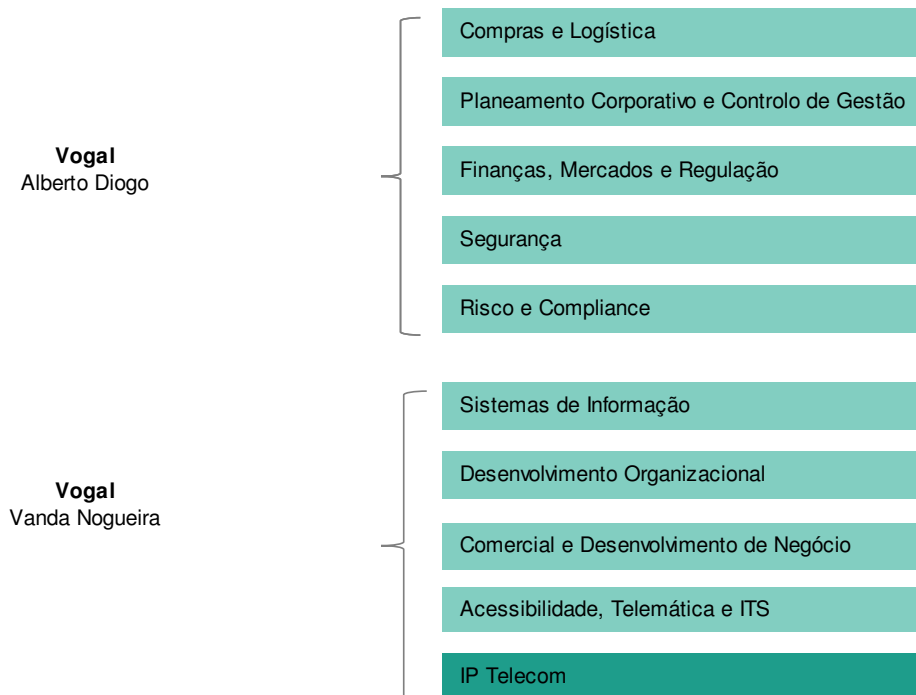 Compras e Logística
Planeamento Corporativo e Controlo de Gestão
Vogal
Alberto Diogo
Finanças, Mercados e Regulação
Segurança
Risco e Compliance
Sistemas de Informação
Desenvolvimento Organizacional
Vogal
Vanda Nogueira
Comercial e Desenvolvimento de Negócio
Acessibilidade, Telemática e ITS
IP Telecom